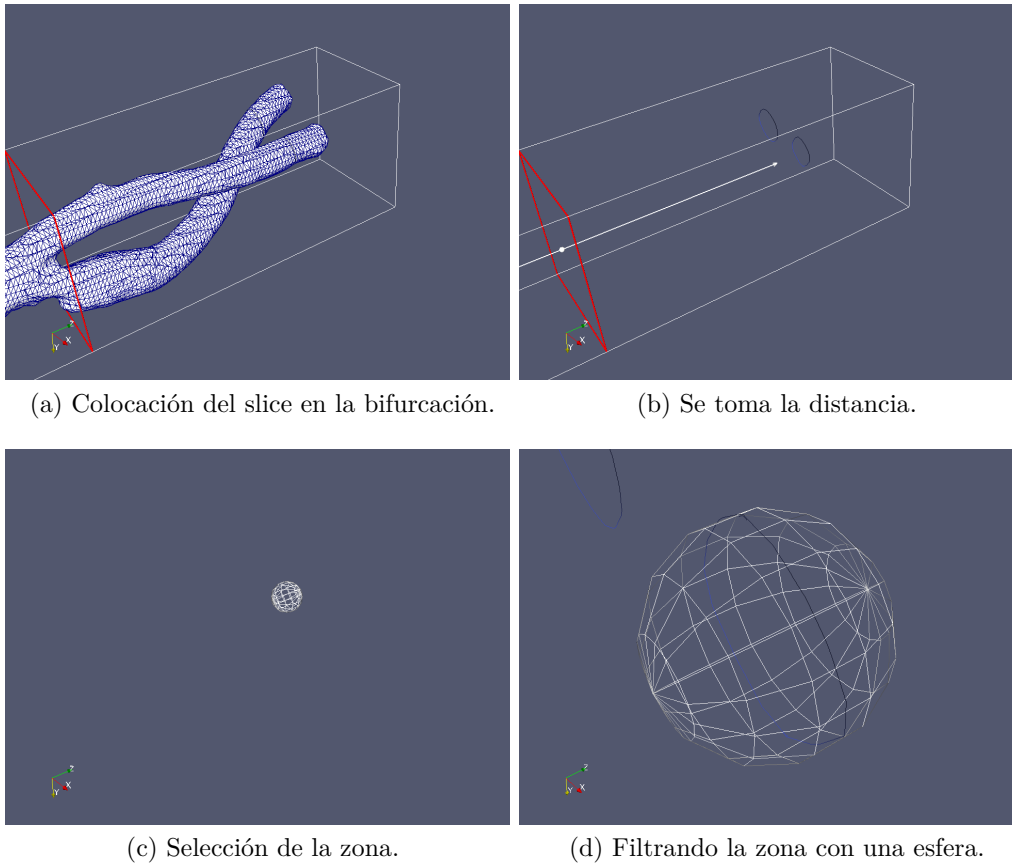 Z
X
Y
(a) Colocación del slice en la bifurcación.
Z
X
Y
(b) Se toma la distancia.
Z
X
Y
(c) Selección de la zona.
Z
X
Y
(d) Filtrando la zona con una esfera.